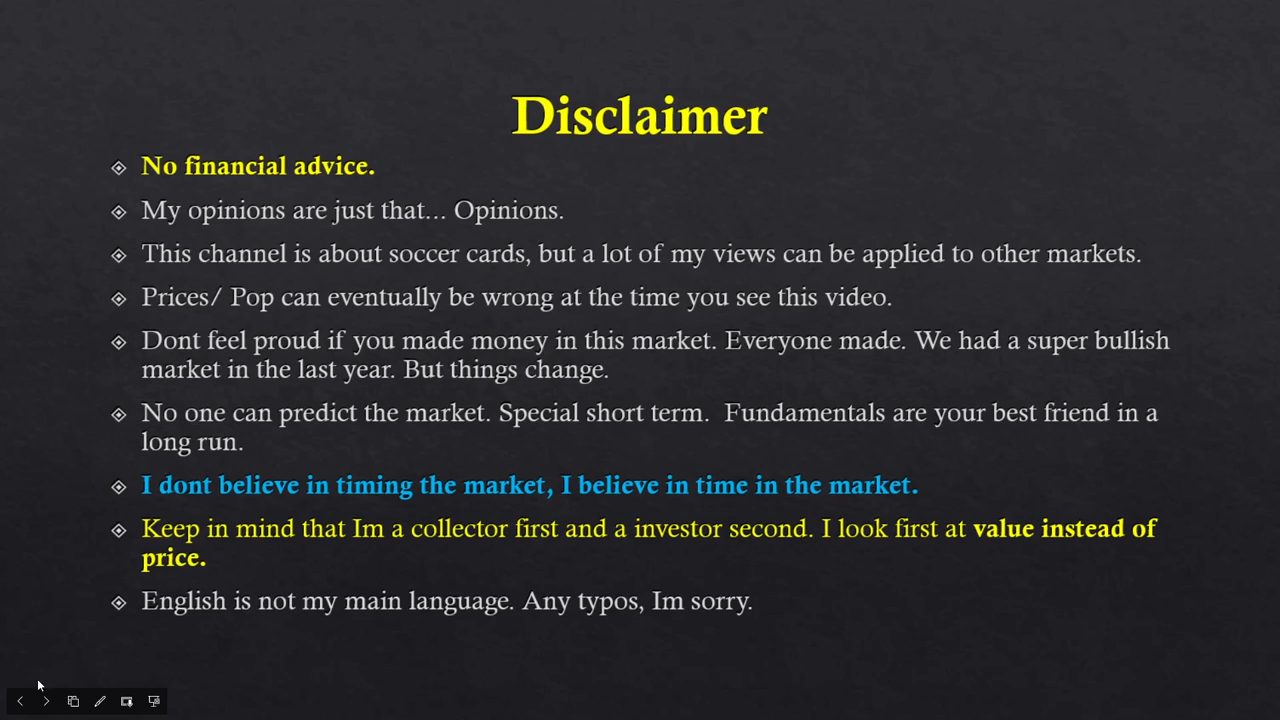 Disclaimer
No financial advice.
My opinions are just that… Opinions.
This channel is about soccer cards, but a lot of my views can be applied to other markets.
Prices/ Pop can eventually be wrong at the time you see this video.
Dont feel proud if you made money in this market. Everyone made. We had a super bullish
market in the last year. But things change.
No one can predict the market. Special short term.  Fundamentals are your best friend in a
long run.
I dont believe in timing the market, I believe in time in the market.
Keep in mind that Im a collector first and a investor second. I look first at value instead of
price.
English is not my main language. Any typos, Im sorry.